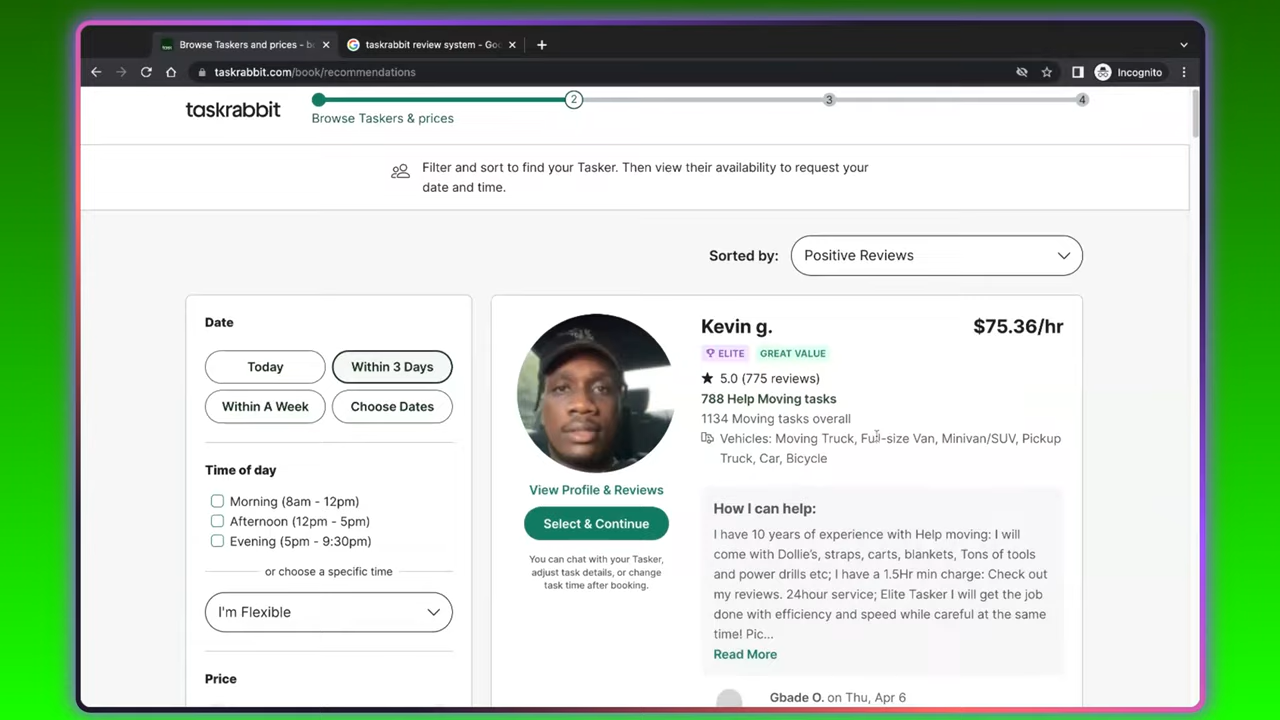 Browse Taskers and prices - bo
taskrabbit review system - Goo
taskrabbit.com/book/recommendations
Incognito
taskrabbit
2
3
4
Browse Taskers & prices
Filter and sort to find your Tasker. Then view their availability to request your
date and time.
Sorted by:
Positive Reviews
Date
Today
Within 3 Days
Within A Week
Choose Dates
Time of day
Morning (8am - 12pm)
Afternoon (12pm - 5pm)
Evening (5pm - 9:30pm)
or choose a specific time
I'm Flexible
Price
View Profile & Reviews
Select & Continue
You can chat with your Tasker,
adjust task details, or change
task time after booking.
Kevin g.
$75.36/hr
ELITE
GREAT VALUE
5.0 (775 reviews)
788 Help Moving tasks
1134 Moving tasks overall
Vehicles: Moving Truck, Full-size Van, Minivan/SUV, Pickup
Truck, Car, Bicycle
How I can help:
I have 10 years of experience with Help moving: I will
come with Dollie's, straps, carts, blankets, Tons of tools
and power drills etc; I have a 1.5Hr min charge: Check out
my reviews. 24hour service; Elite Tasker I will get the job
done with efficiency and speed while careful at the same
time! Pic...
Read More
Gbade O. on Thu, Apr 6